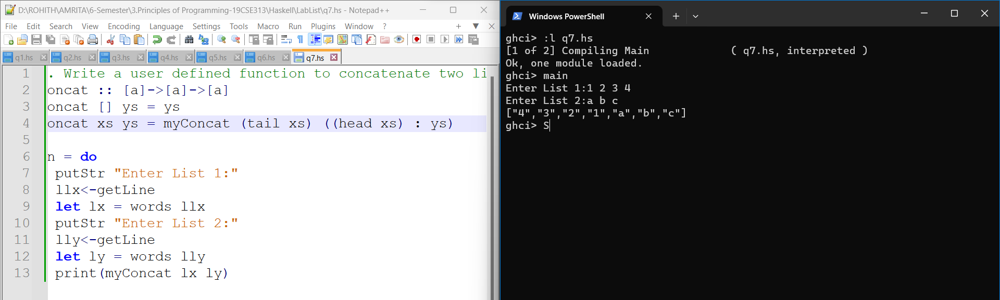 D:\ROHITH\AMRITA\6-Semester\3.Principles of Programming-19CSE313\Haskell\LabList\q7.hs - Notepad++
File Edit Search View Encoding Language Settings Tools Macro Run Plugins Window ?
q1.hs q2.hs q3.hs q4.hs q5.hs q6.hs q7.hs
1 . Write a user defined function to concatenate two li
2 oncat :: [a]->[a]->[a]
3 oncat [] ys = ys
4 oncat xs ys = myConcat (tail xs) ((head xs) : ys)
5
6 n = do
7 putStr "Enter List 1:"
8 llx<-getLine
9 let lx = words llx
10 putStr "Enter List 2:"
11 lly<-getLine
12 let ly = words lly
13 print(myConcat lx ly)
Windows PowerShell
ghci> :l q7.hs
[1 of 2] Compiling Main ( q7.hs, interpreted )
Ok, one module loaded.
ghci> main
Enter List 1:1 2 3 4
Enter List 2:a b c
["4","3","2","1","a","b","c"]
ghci> S